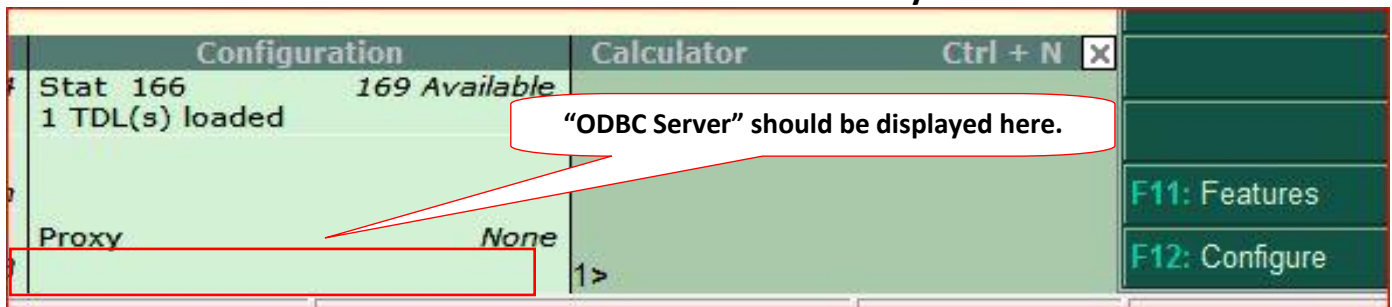 Configuration
Calculator Ctrl + N X
Stat 166 169 Available
1 TDL(s) loaded
“ODBC Server” should be displayed here.
F11: Features
Proxy None
1>
F12: Configure